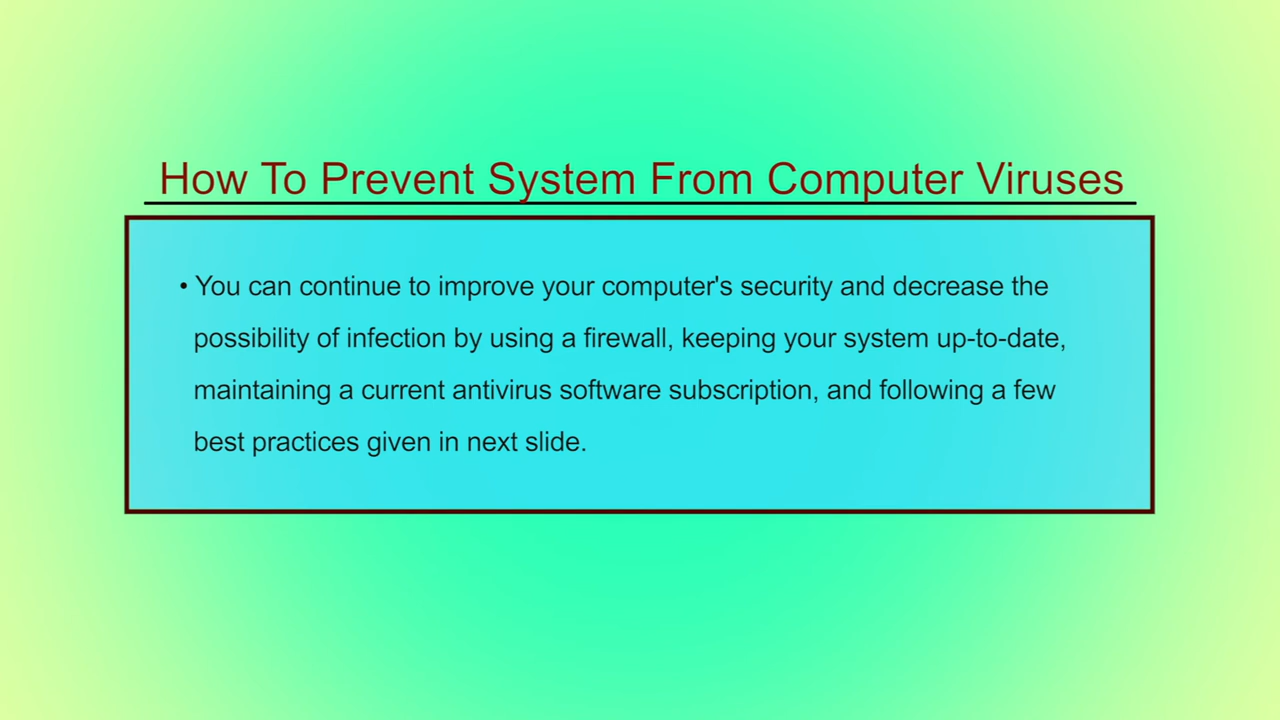 How To Prevent System From Computer Viruses
• You can continue to improve your computer's security and decrease the
possibility of infection by using a firewall, keeping your system up-to-date,
maintaining a current antivirus software subscription, and following a few
best practices given in next slide.